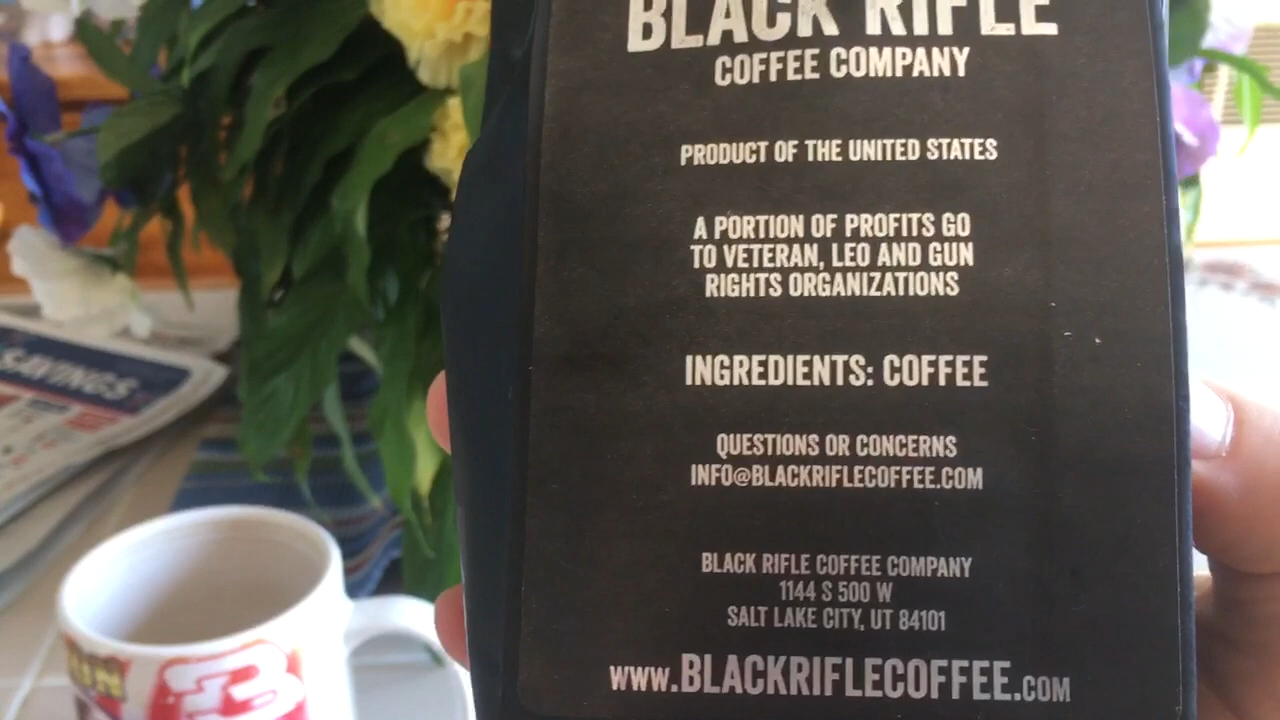 BLACK RIFLE
COFFEE COMPANY
PRODUCT OF THE UNITED STATES
A PORTION OF PROFITS GO
TO VETERAN, LEO AND GUN
RIGHTS ORGANIZATIONS
INGREDIENTS: COFFEE
QUESTIONS OR CONCERNS
INFO@BLACKRIFLECOFFEE.COM
BLACK RIFLE COFFEE COMPANY
1144 S 500 W
SALT LAKE CITY, UT 84101
WWW.BLACKRIFLECOFFEE.COM
SAVINGS
3